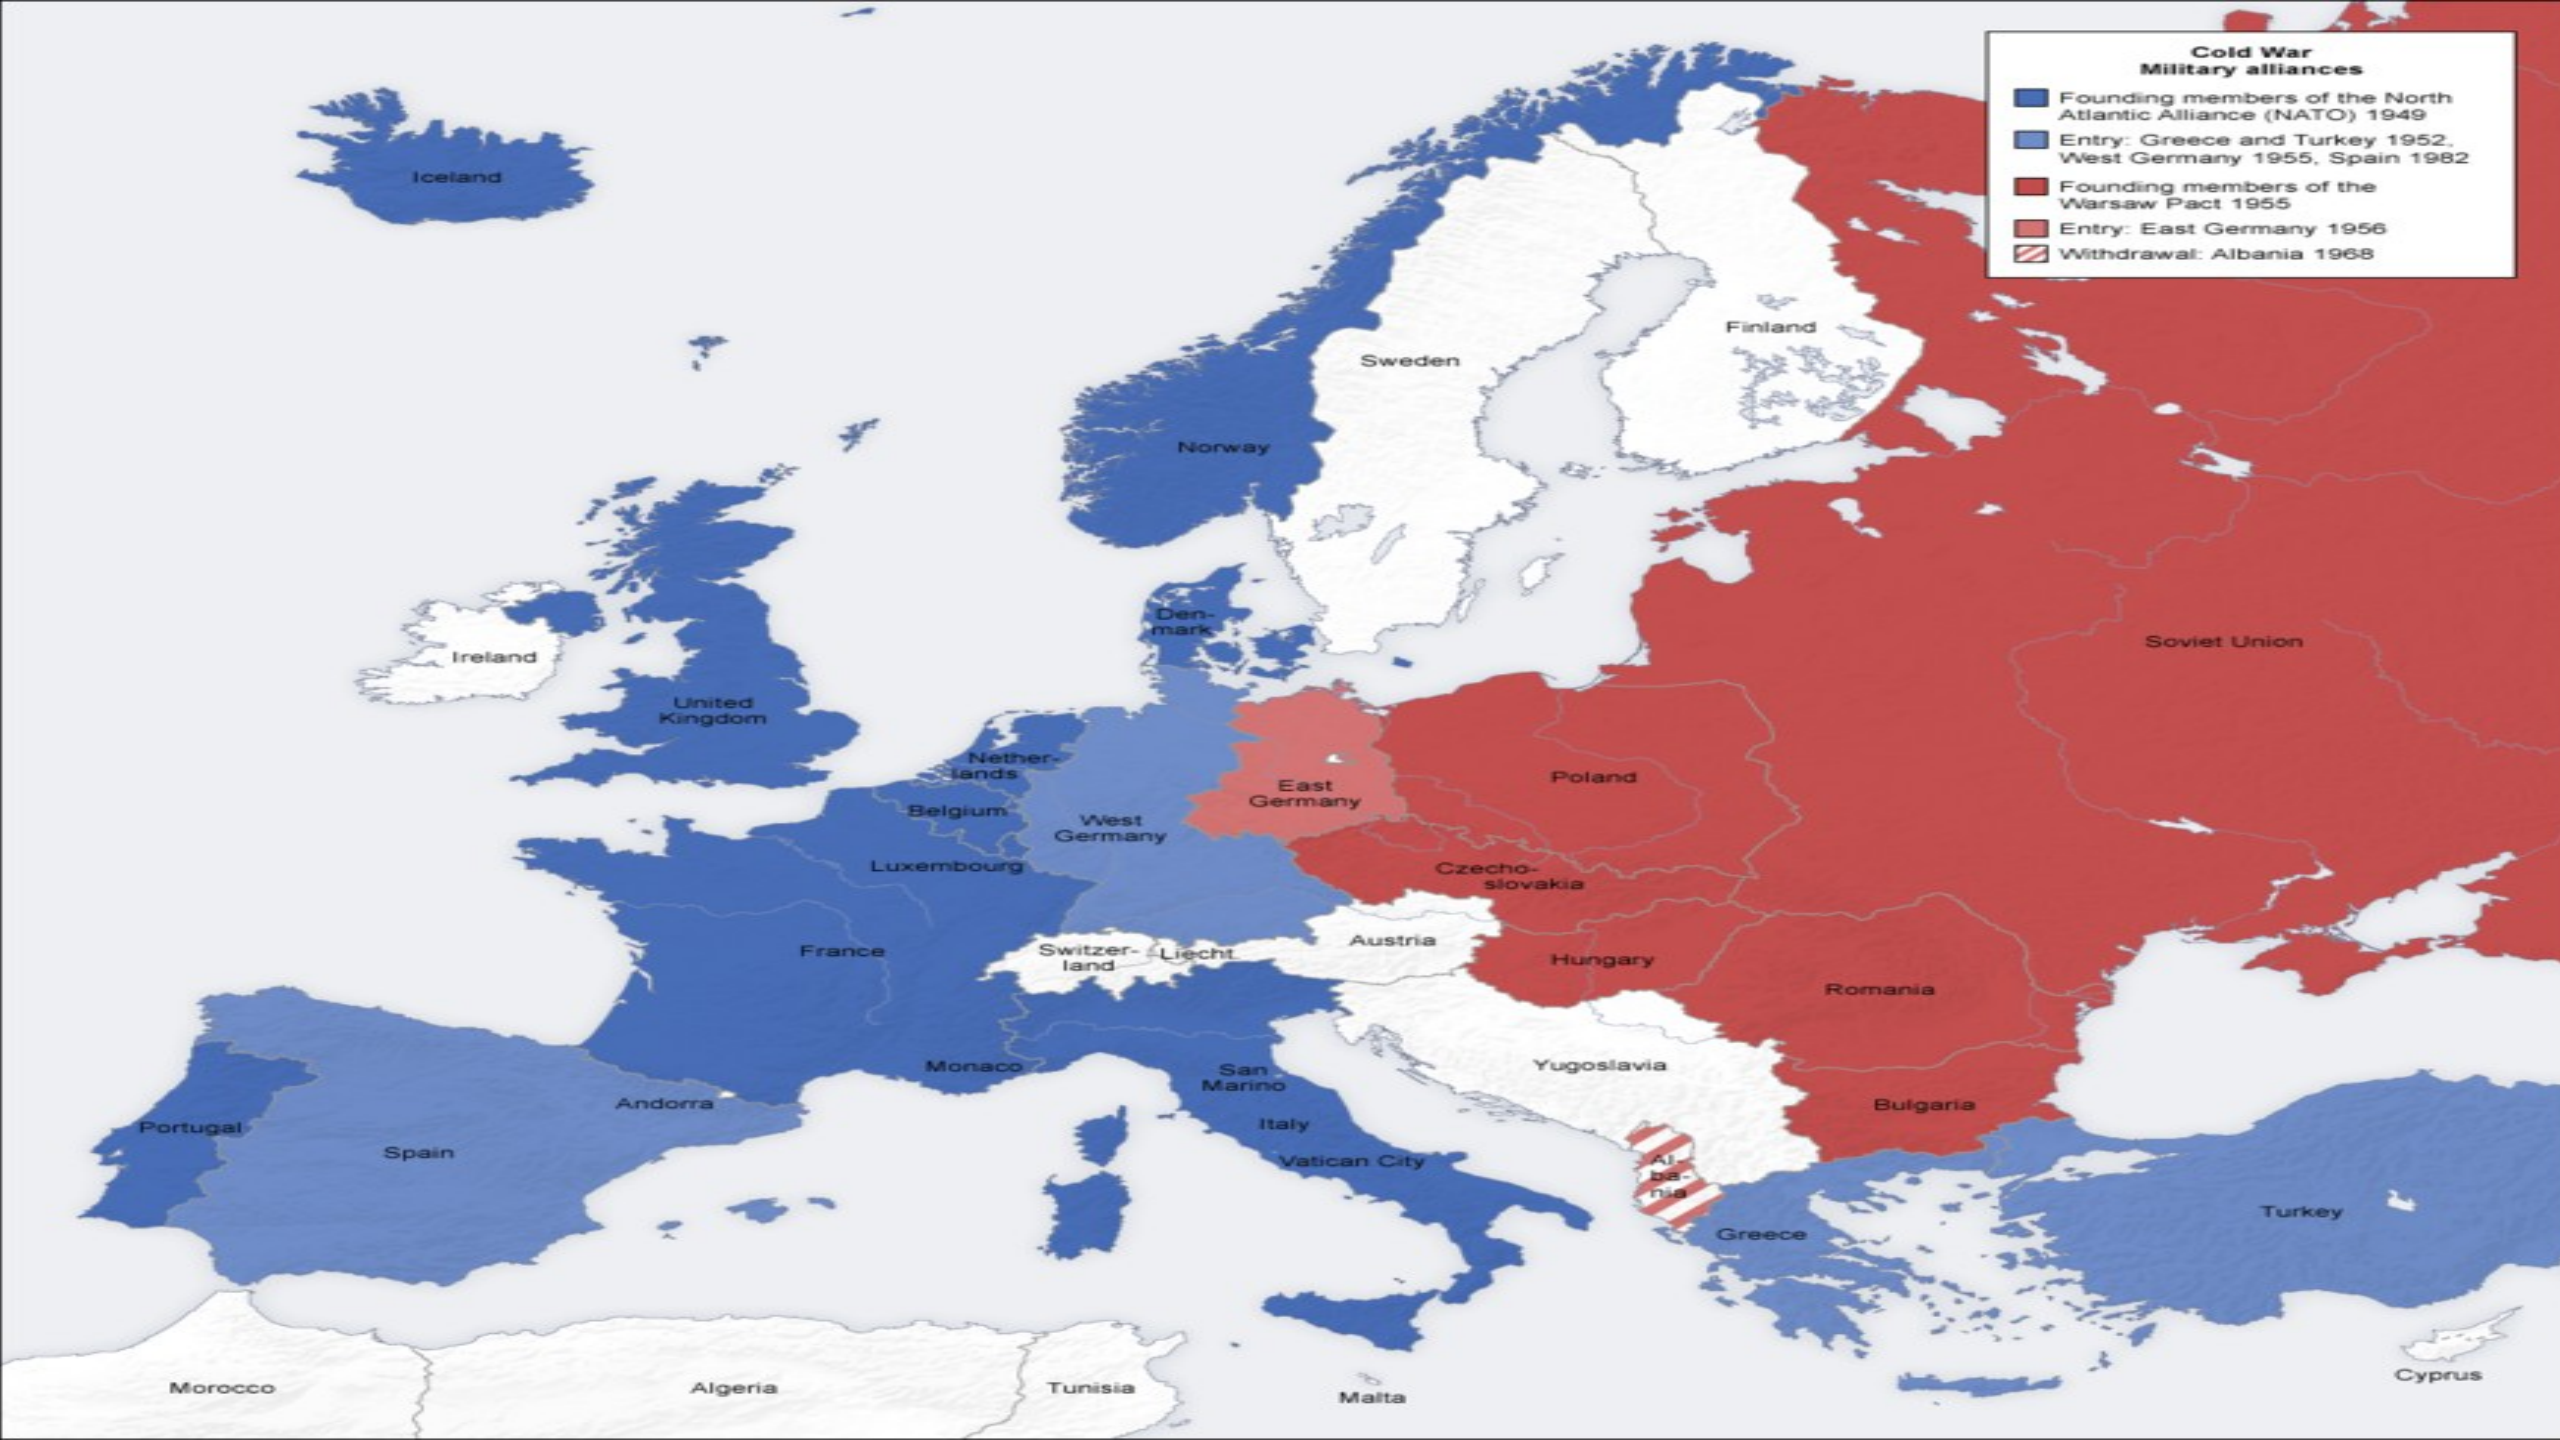 Cold War
Military alliances
Founding members of the North
Atlantic Alliance (NATO) 1949
Entry: Greece and Turkey 1952,
West Germany 1955, Spain 1982
Founding members of the
Warsaw Pact 1955
Entry: East Germany 1956
Withdrawal: Albania 1968
Iceland
Finland
Sweden
Norway
Den-
mark
Ireland
Soviet Union
United
Kingdom
Nether-
lands
Poland
East
Germany
Belgium
West
Germany
Luxembourg
Czecho-
slovakia
Austria
France
Switzer-
land
Liecht.
Hungary
Romania
Monaco
San
Marino
Yugoslavia
Andorra
Bulgaria
Portugal
Italy
Spain
Vatican City
Al-
ba-
nia
Turkey
Greece
Cyprus
Morocco
Algeria
Tunisia
Malta